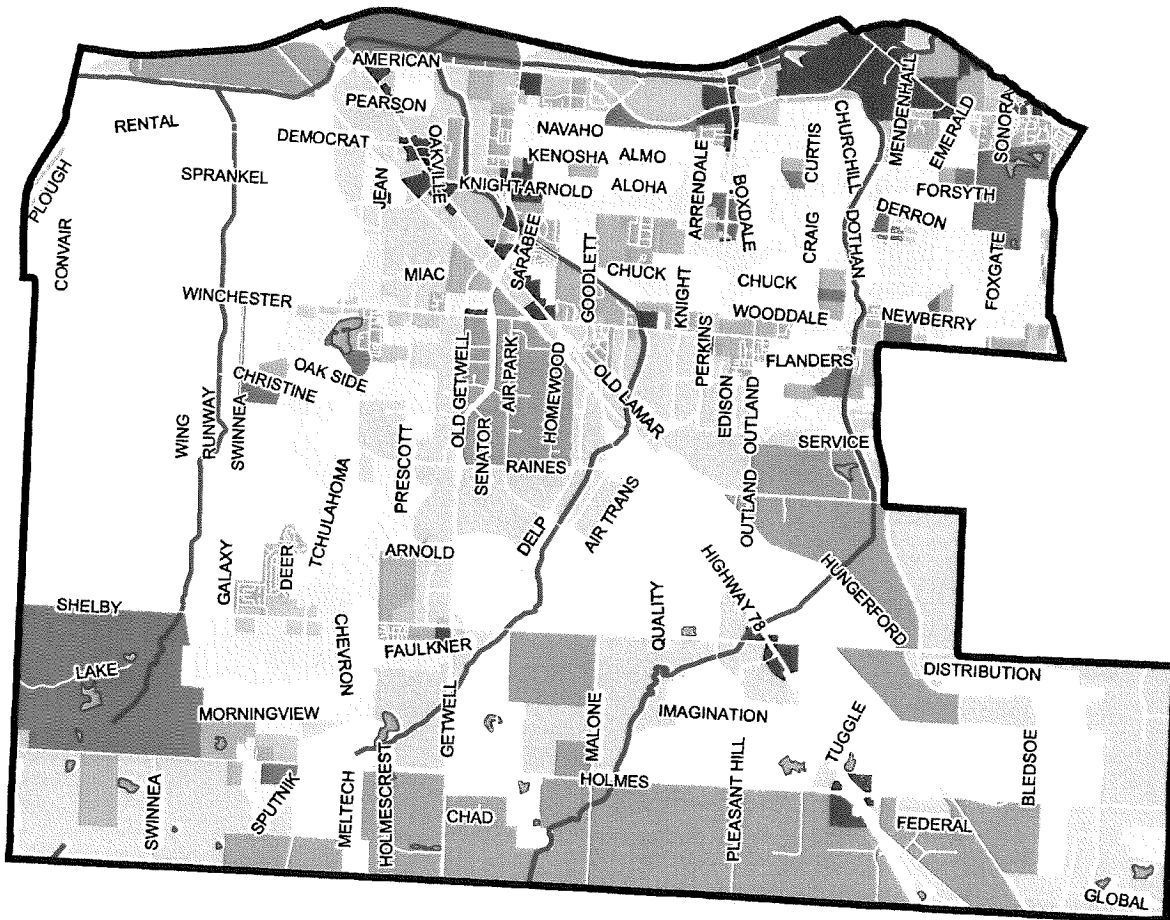 AMERICAN
MENDENHALL
PEARSON
EMERALD
SONORA
RENTAL
DEMOCRAT
OAKVILLE
NAVAHO
CURTIS
CHURCHILL
KENOSHA
ALMO
ARRENDALE
PLOUGH
SPRANKEL
JEAN
KNIGHT
ARNOLD
ALOHA
BOXDALE
FORSYTH
DERRON
CONVAIR
SARABEE
CRAIG
DOTHAN
FOXGATE
MIAC
GOODLETT
CHUCK
KNIGHT
CHUCK
WINCHESTER
WOODDALE
NEWBERRY
OAK SIDE
CHRISTINE
OLD GETWELL
AIR PARK
HOMEWOOD
OLD LAMAR
PERKINS
FLANDERS
WING
RUNWAY
SWINNEA
SENATOR
EDISON
OUTLAND
SERVICE
PRESCOTT
RAINES
TCHULAHOMA
DELP
AIR TRANS
OUTLAND
GALAXY
DEER
ARNOLD
HIGHWAY 78
HUNGERFORD
SHELBY
CHEVRON
FAULKNER
QUALITY
LAKE
DISTRIBUTION
MORNINGVIEW
GETWELL
MALONE
IMAGINATION
TUGGLE
SWINNEA
SPUTNIK
MELTECH
HOLMESCREST
HOLMES
PLEASANT HILL
BLEDSOE
CHAD
FEDERAL
GLOBAL